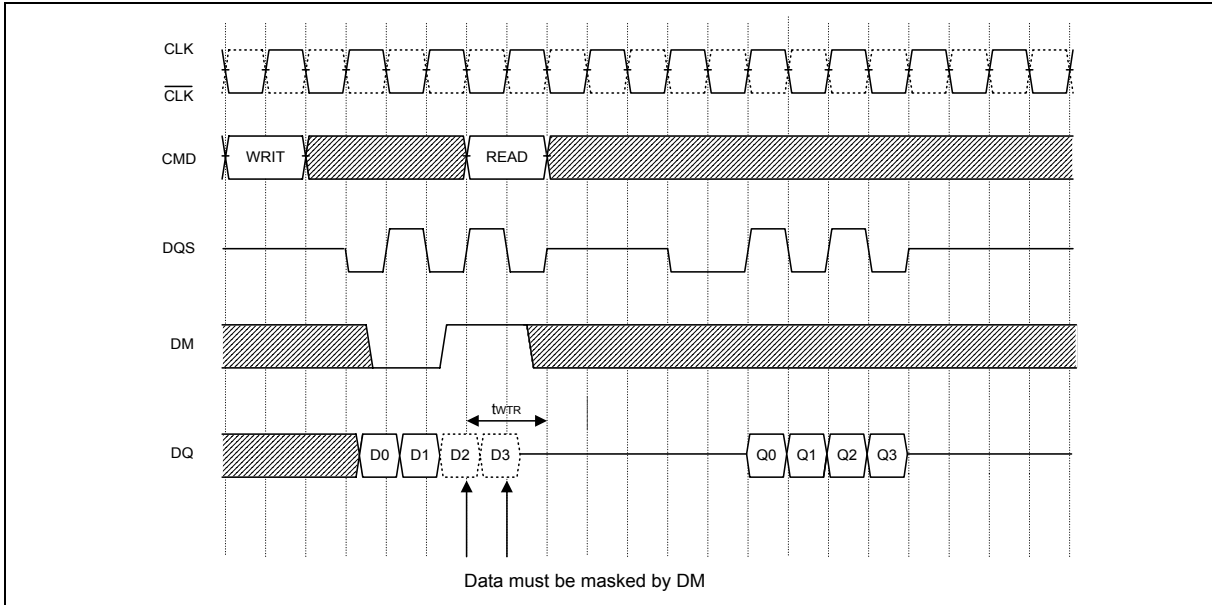 CLK
CLK
CMD WRIT READ
DQS
DM
tWTR
DQ D0 D1 D2 D3 Q0 Q1 Q2 Q3
Data must be masked by DM